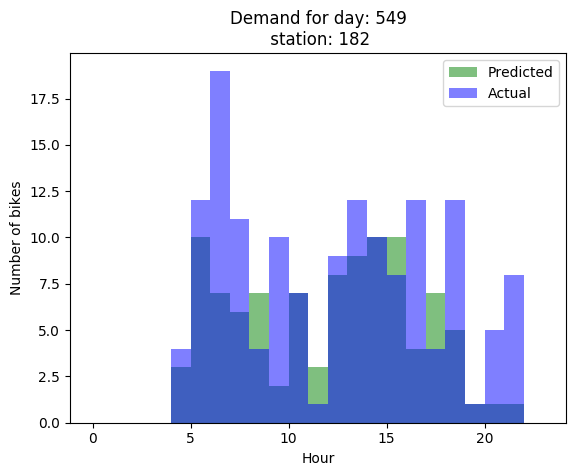 Demand for day: 549
station: 182
Predicted
Actual
Number of bikes
17.5
15.0
12.5
10.0
7.5
5.0
2.5
0.0
0
5
10
15
20
Hour